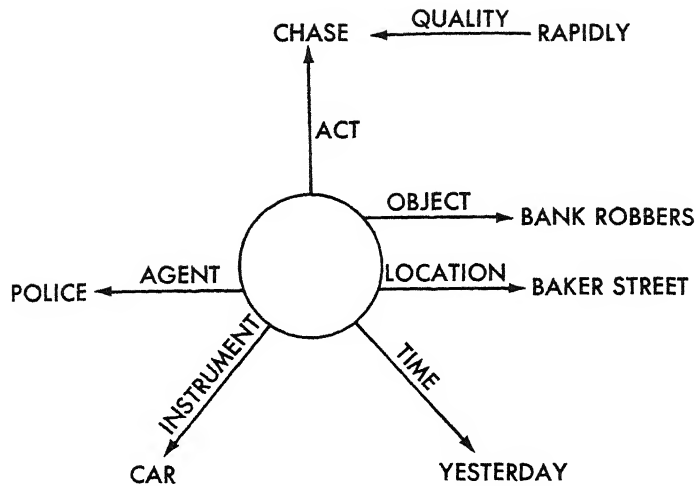 QUALITY
CHASE
RAPIDLY
ACT
OBJECT
BANK ROBBERS
AGENT
LOCATION
POLICE
BAKER STREET
INSTRUMENT
TIME
CAR
YESTERDAY